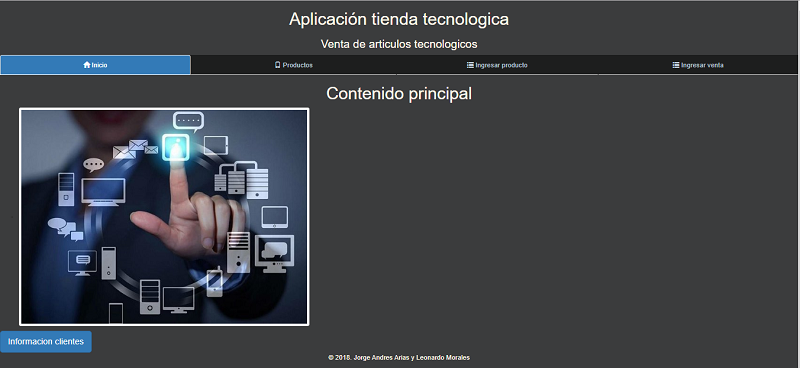 Aplicación tienda tecnologica
Venta de articulos tecnologicos
Inicio
Productos
Ingresar producto
Ingresar venta
Contenido principal
Informacion clientes
© 2018. Jorge Andres Arias y Leonardo Morales